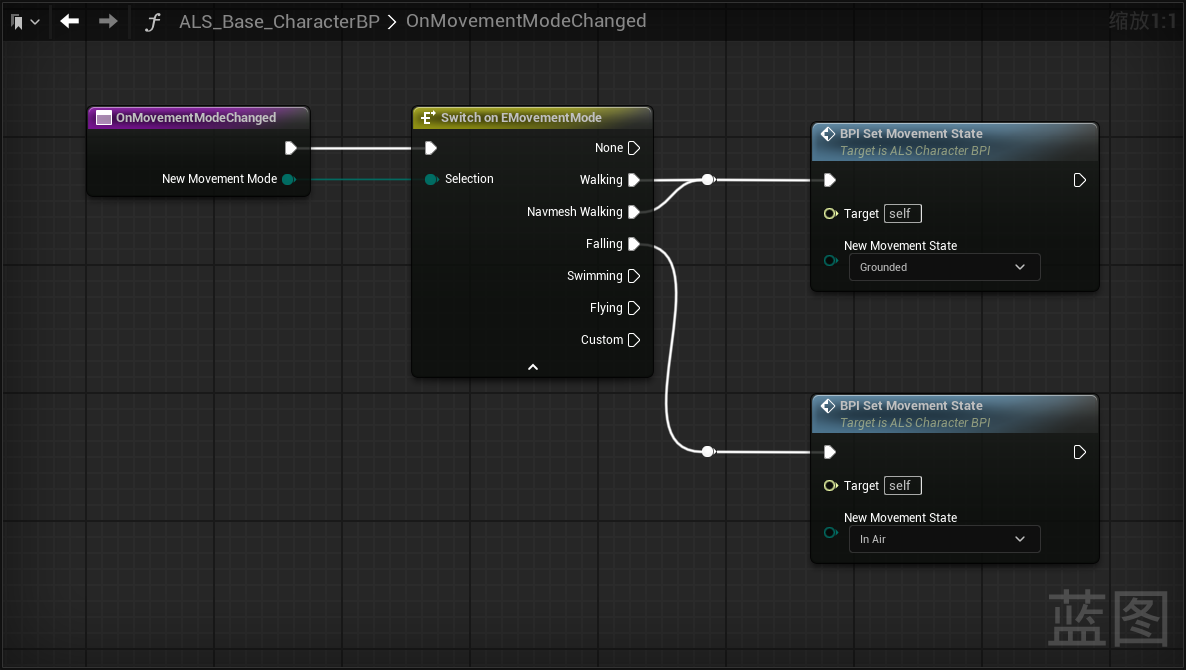 ALS_Base_CharacterBP > OnMovementModeChanged
缩放1:1
OnMovementModeChanged
New Movement Mode
Switch on EMovementMode
Selection
None
Walking
Navmesh Walking
Falling
Swimming
Flying
Custom
BPI Set Movement State
Target is ALS Character BPI
Target self
New Movement State
Grounded
BPI Set Movement State
Target is ALS Character BPI
Target self
New Movement State
In Air
蓝图